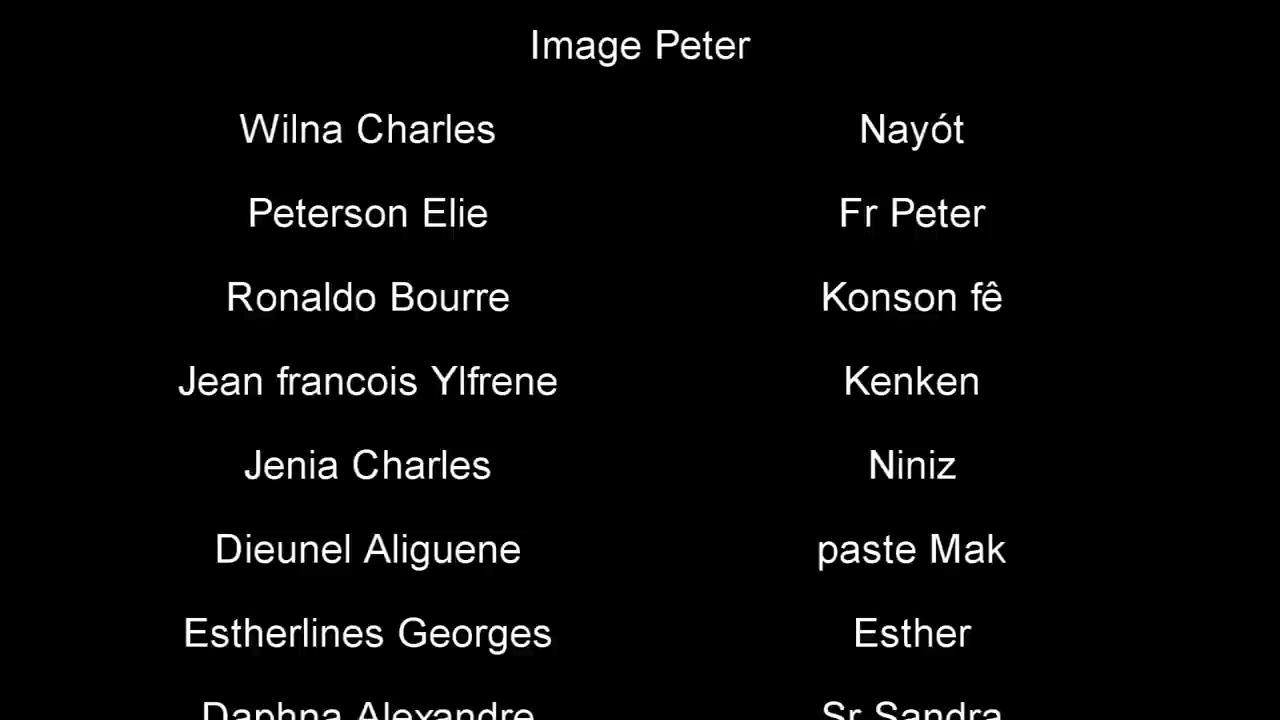 Image Peter
Wilna Charles Nayót
Peterson Elie Fr Peter
Ronaldo Bourre Konson fê
Jean francois Ylfrene Kenken
Jenia Charles Niniz
Dieunel Aliguene paste Mak
Estherlines Georges Esther
Daphna Alexandre Sr Sandra